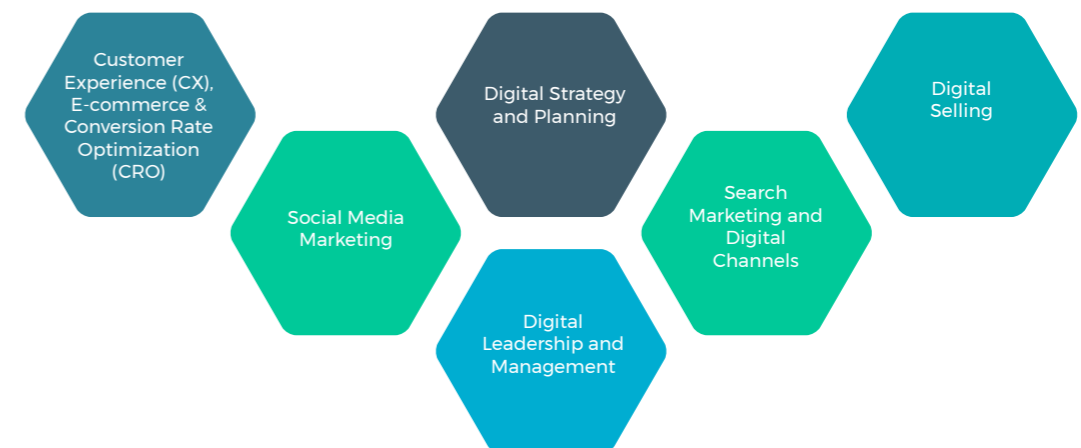 Customer
Experience (CX),
E-commerce &
Conversion Rate
Optimization
(CRO)
Social Media
Marketing
Digital Strategy
and Planning
Digital
Leadership and
Management
Search
Marketing and
Digital
Channels
Digital
Selling